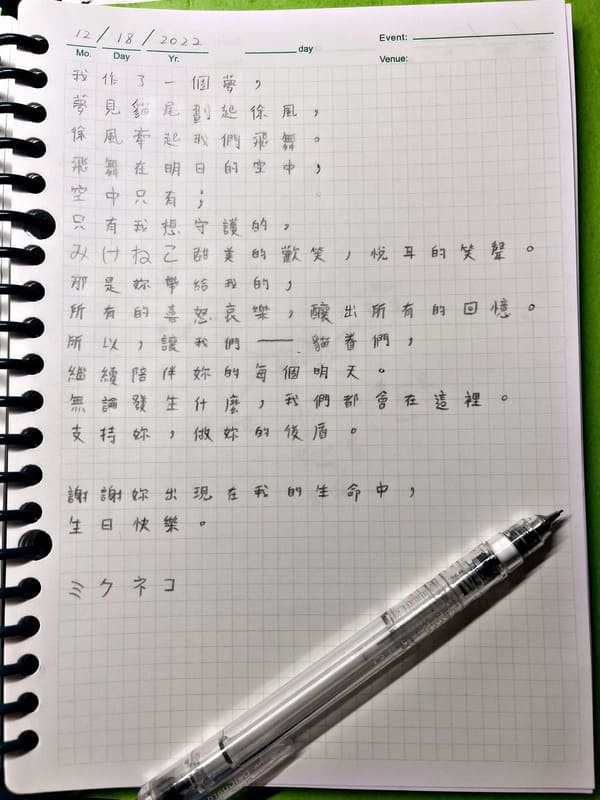 12 / 18 / 2022
Mo. Day Yr. day
Event:
Venue:
我作了一個夢,
夢見貓尾劃起徐風,
徐風牽起我們飛舞。
飛舞在明日的空中,
空中只有;
只有我想守護的,
みけねこ甜美的歡笑,悅耳的笑聲。
那是妳帶給我的,
所有的喜怒哀樂,釀出所有的回憶。
所以,讓我們——貓眷們,
繼續陪伴妳的每個明天。
無論發生什麼,我們都會在這裡。
支持妳,做妳的後盾。
謝謝妳出現在我的生命中,
生日快樂。
ミクネコ